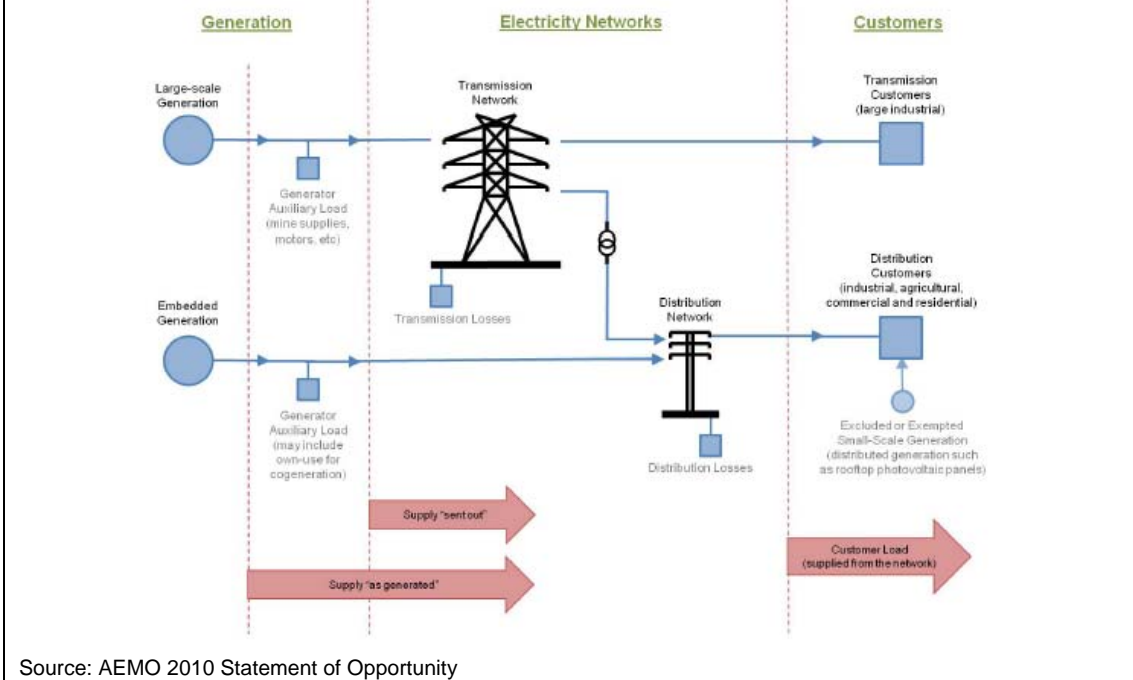 Generation
Electricity Networks
Customers
Large-scale
Generation
Transmission
Network
Transmission
Customers
(large industrial)
Generator
Auxiliary Load
(mine supplies,
motors, etc)
Transmission Losses
Embedded
Generation
Distribution
Network
Distribution
Customers
(industrial, agricultural,
commercial and residential)
Generator
Auxiliary Load
(may include
own-use for
cogeneration)
Distribution Losses
Excluded or Exempted
Small-Scale Generation
(distributed generation such
as rooftop photovoltaic panels)
Supply "sent out"
Supply "as generated"
Customer Load
(supplied from the network)
Source: AEMO 2010 Statement of Opportunity